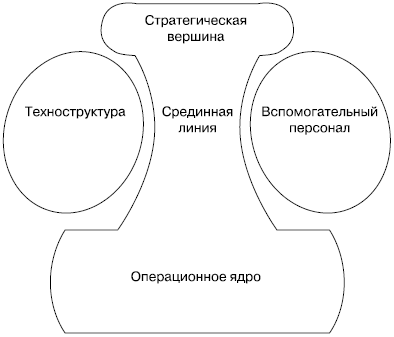 Стратегическая
вершина
Техноструктура
Срединная
линия
Вспомогательный
персонал
Операционное ядро